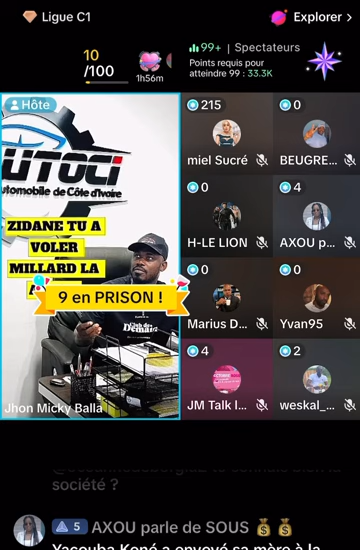 Ligue C1
Explorer >
10
/100
1h56m
99+ | Spectateurs
Points requis pour
atteindre 99 : 33.3K
Hôte
UTOCI
utomobile de Côte d'Ivoire
ZIDANE TU A
VOLER
MILLARD LA
9 en PRISON !
Club des
Jhon Micky Balla
215
miel Sucré
0
BEUGRE...
0
H-LE LION
4
AXOU p...
0
Marius D...
0
Yvan95
4
JM Talk l...
2
weskal_...
société ?
5 AXOU parle de SOUS 💰 💰
Yacouba Koné a envoyé sa mère à la